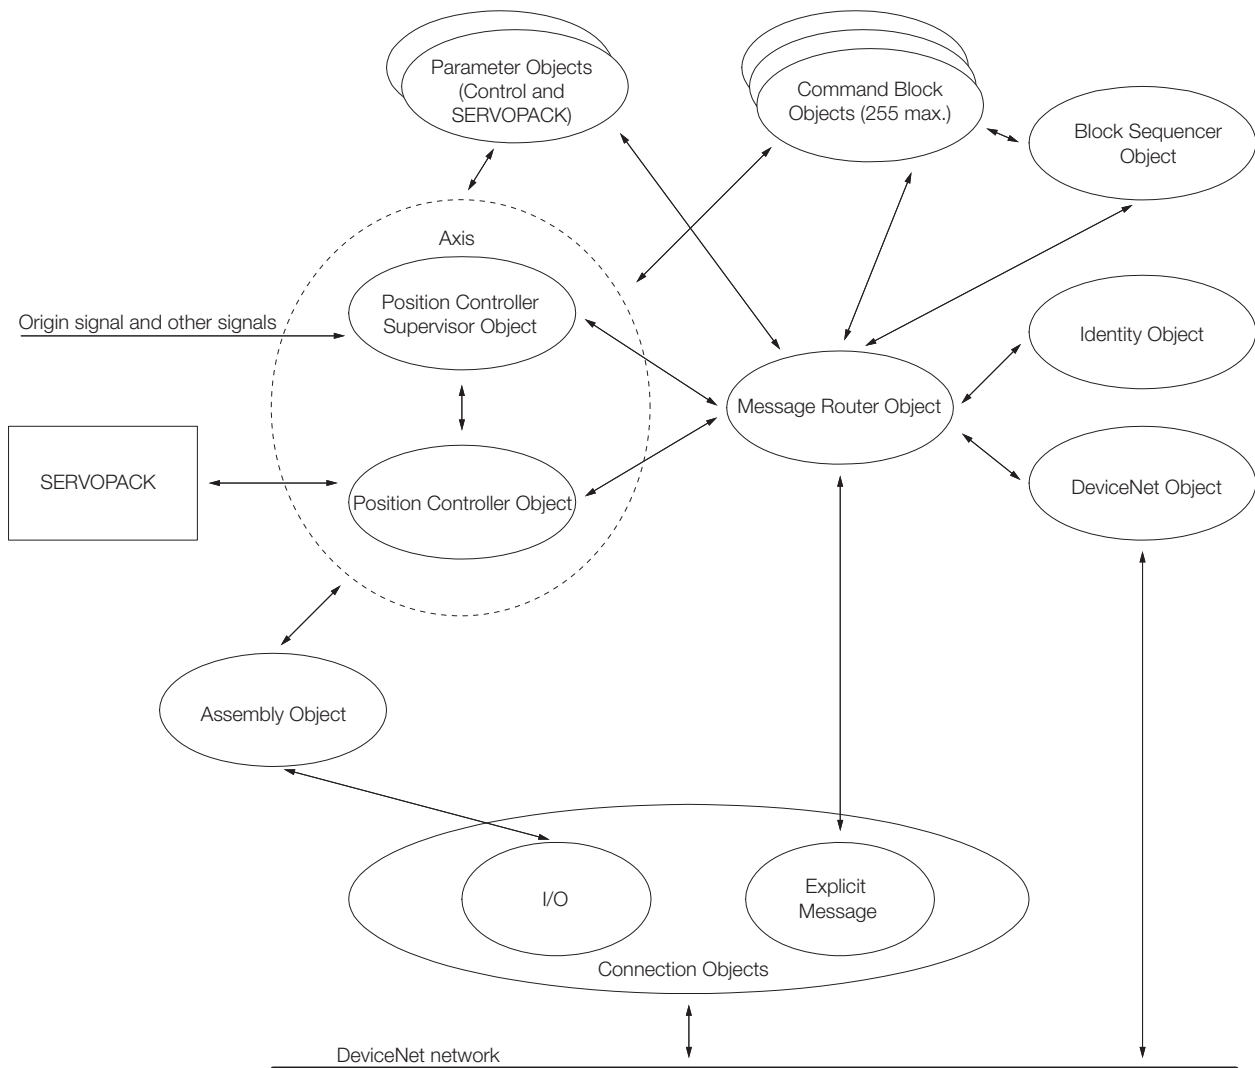 Parameter Objects
(Control and
SERVOPACK)
Command Block
Objects (255 max.)
Block Sequencer
Object
Axis
Position Controller
Supervisor Object
Origin signal and other signals
Identity Object
Message Router Object
SERVOPACK
Position Controller Object
DeviceNet Object
Assembly Object
I/O
Explicit
Message
Connection Objects
DeviceNet network